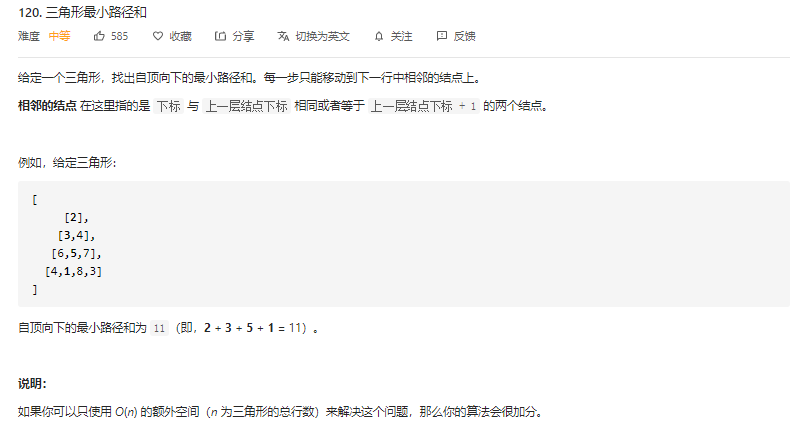 120. 三角形最小路径和
难度 中等 585 收藏 分享 切换为英文 关注 反馈
给定一个三角形，找出自顶向下的最小路径和。每一步只能移动到下一行中相邻的结点上。
相邻的结点 在这里指的是 下标 与 上一层结点下标 相同或者等于 上一层结点下标 + 1 的两个结点。
例如，给定三角形：
[
[2],
[3,4],
[6,5,7],
[4,1,8,3]
]
自顶向下的最小路径和为 11（即，2 + 3 + 5 + 1 = 11）。
说明：
如果你可以只使用 O(n) 的额外空间（n 为三角形的总行数）来解决这个问题，那么你的算法会很加分。